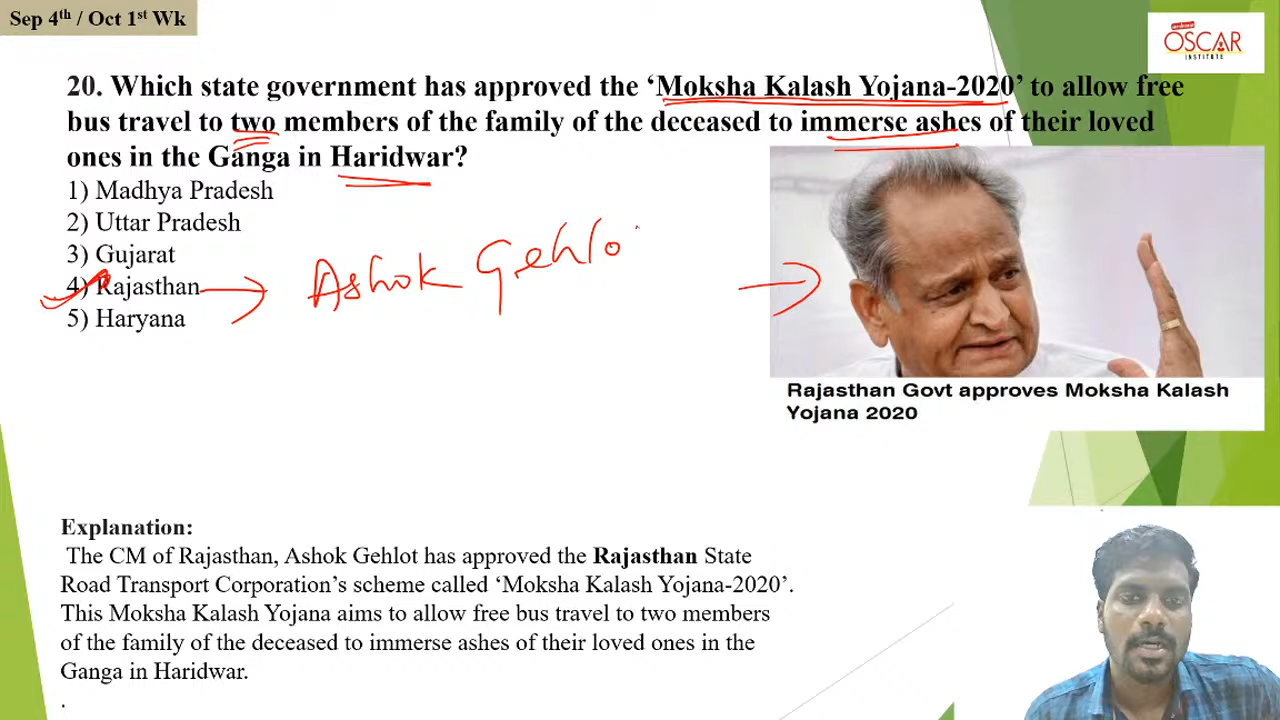 Sep 4th / Oct 1st Wk
OSCAR
INSTITUTE
20. Which state government has approved the ‘Moksha Kalash Yojana-2020’ to allow free
bus travel to two members of the family of the deceased to immerse ashes of their loved
ones in the Ganga in Haridwar?
1) Madhya Pradesh
2) Uttar Pradesh
3) Gujarat
4) Rajasthan
5) Haryana
Ashok Gehlo
Rajasthan Govt approves Moksha Kalash
Yojana 2020
Explanation:
The CM of Rajasthan, Ashok Gehlot has approved the Rajasthan State
Road Transport Corporation’s scheme called ‘Moksha Kalash Yojana-2020’.
This Moksha Kalash Yojana aims to allow free bus travel to two members
of the family of the deceased to immerse ashes of their loved ones in the
Ganga in Haridwar.
.